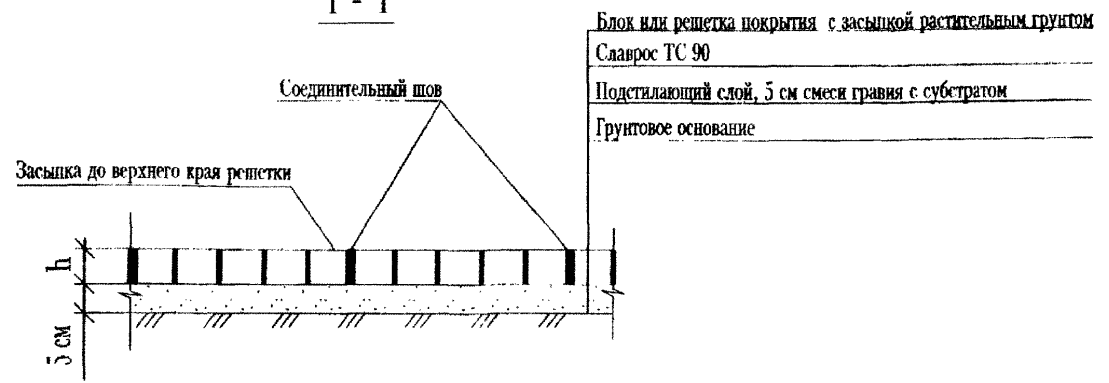 1 - 1
Блок или решетка покрытия с засыпкой растительным грунтом
Славрос ТС 90
Соединительный шов
Подстилающий слой, 5 см смеси гравия с субстратом
Грунтовое основание
Засыпка до верхнего края решетки
h
5 см